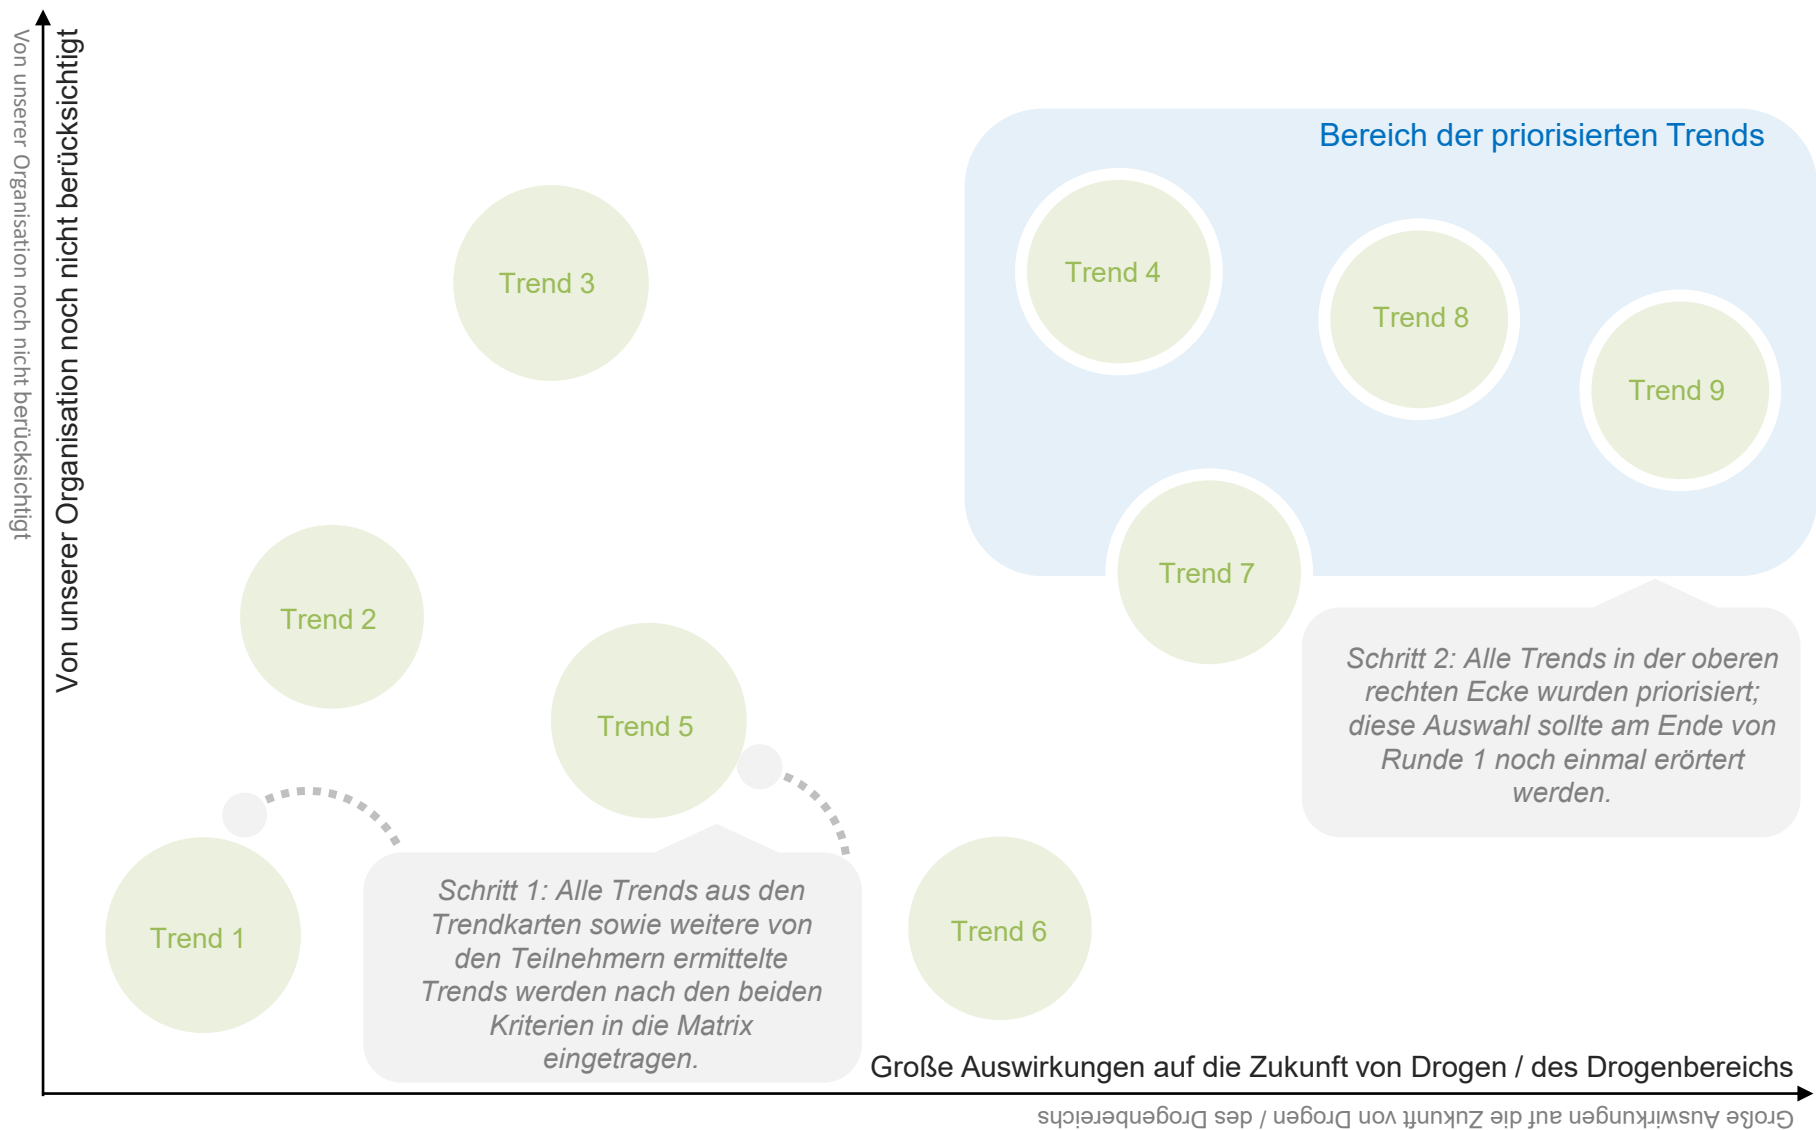 Von unserer Organisation noch nicht berücksichtigt
Von unserer Organisation noch nicht berücksichtigt
Bereich der priorisierten Trends
Trend 3
Trend 4
Trend 8
Trend 9
Trend 7
Trend 2
Trend 5
Schritt 2: Alle Trends in der oberen
rechten Ecke wurden priorisiert;
diese Auswahl sollte am Ende von
Runde 1 noch einmal erörtert
werden.
Trend 1
Schritt 1: Alle Trends aus den
Trendkarten sowie weitere von
den Teilnehmern ermittelte
Trends werden nach den beiden
Kriterien in die Matrix
eingetragen.
Trend 6
Große Auswirkungen auf die Zukunft von Drogen / des Drogenbereichs
Große Auswirkungen auf die Zukunft von Drogen / des Drogenbereichs